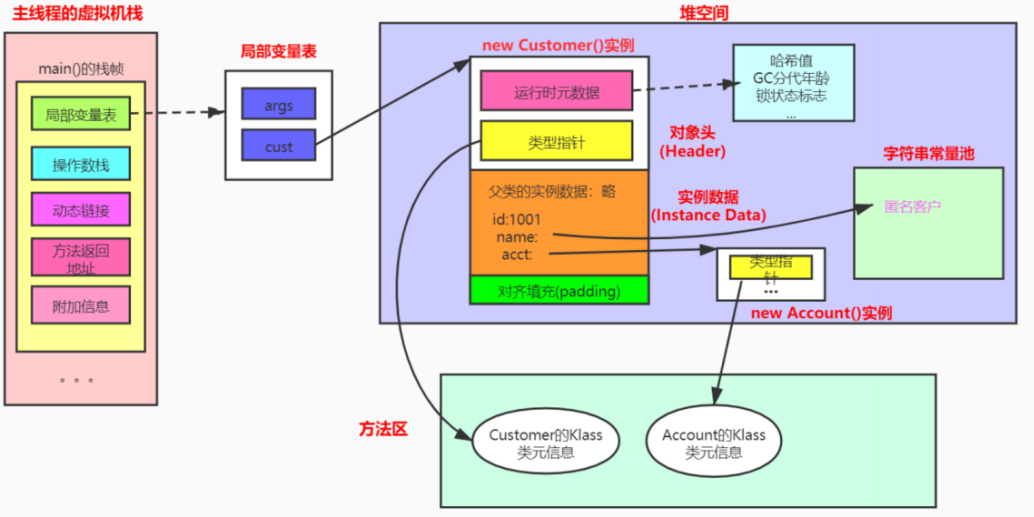 主线程的虚拟机栈
main()的栈帧
局部变量表
操作数栈
动态链接
方法返回
地址
附加信息
。。。
局部变量表
args
cust
堆空间
new Customer()实例
运行时元数据
类型指针
对象头
(Header)
哈希值
GC分代年龄
锁状态标志
...
父类的实例数据：略
id:1001
name:
acct:
实例数据
(Instance Data)
对齐填充(padding)
字符串常量池
匿名客户
类型指
针
...
new Account()实例
方法区
Customer的Klass
类元信息
Account的Klass
类元信息